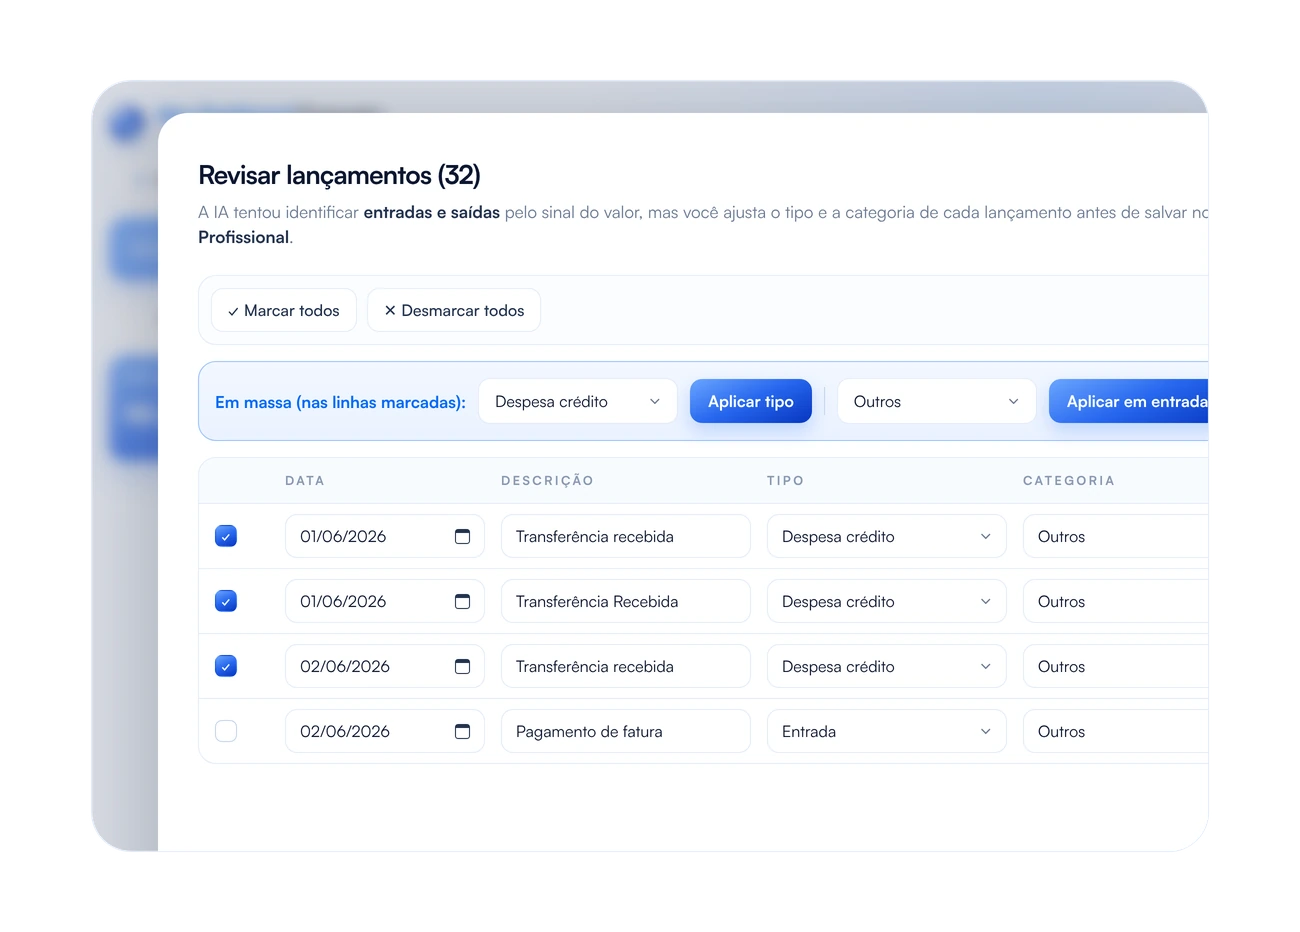 Revisar lançamentos (32)
A IA tentou identificar entradas e saídas pelo sinal do valor, mas você ajusta o tipo e a categoria de cada lançamento antes de salvar
Profissional.
✓ Marcar todos ✕ Desmarcar todos
Em massa (nas linhas marcadas): Despesa crédito Aplicar tipo Outros Aplicar em entrada
DATA DESCRIÇÃO TIPO CATEGORIA
01/06/2026 Transferência recebida Despesa crédito Outros
01/06/2026 Transferência Recebida Despesa crédito Outros
02/06/2026 Transferência recebida Despesa crédito Outros
02/06/2026 Pagamento de fatura Entrada Outros